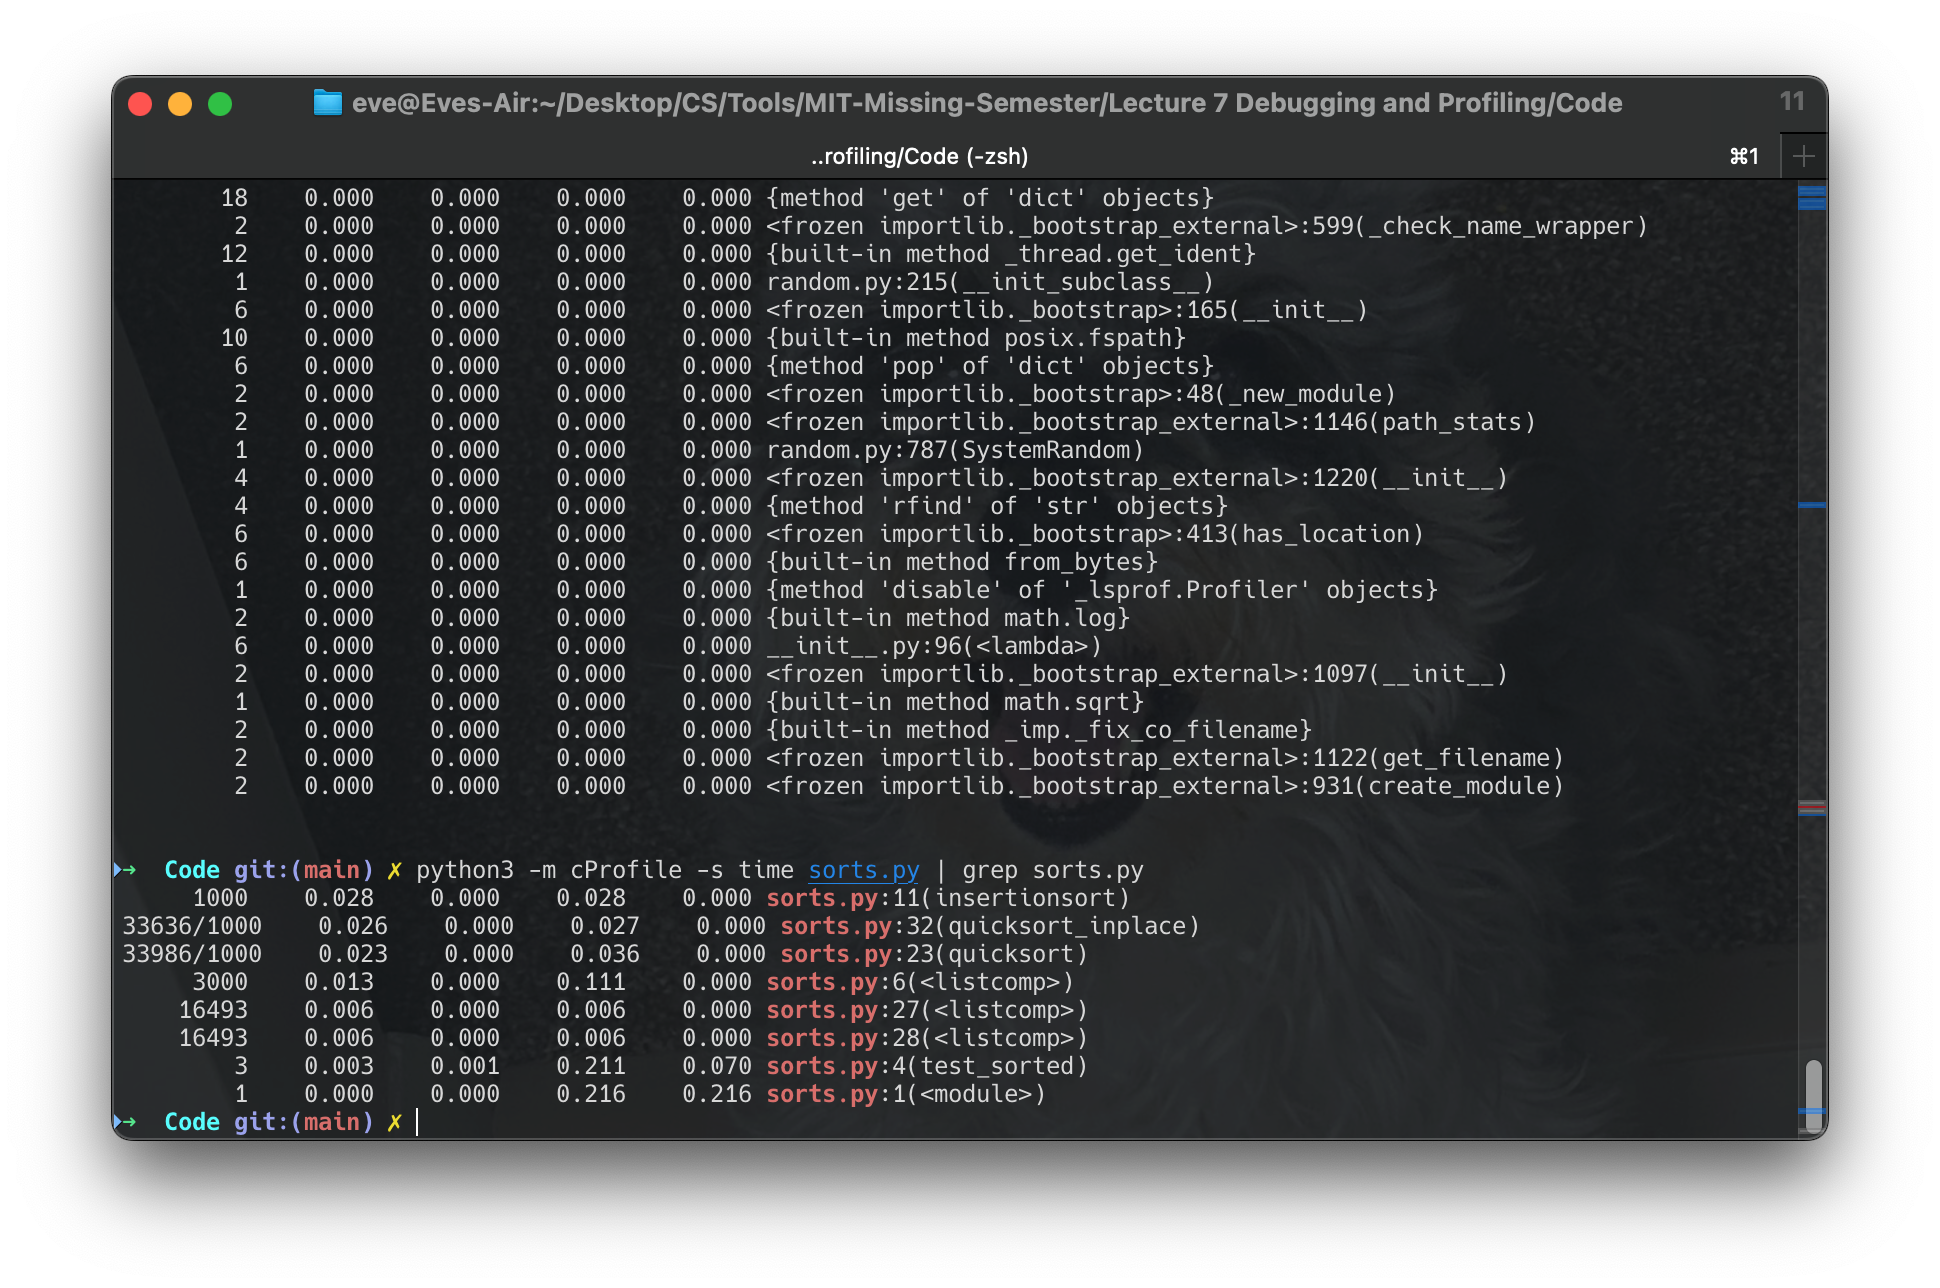 eve@Eves-Air:~/Desktop/CS/Tools/MIT-Missing-Semester/Lecture 7 Debugging and Profiling/Code 11
..rofiling/Code (-zsh) ⌘1
18 0.000 0.000 0.000 0.000 {method 'get' of 'dict' objects}
2 0.000 0.000 0.000 0.000 <frozen importlib._bootstrap_external>:599(_check_name_wrapper)
12 0.000 0.000 0.000 0.000 {built-in method _thread.get_ident}
1 0.000 0.000 0.000 0.000 random.py:215(__init_subclass__)
6 0.000 0.000 0.000 0.000 <frozen importlib._bootstrap>:165(__init__)
10 0.000 0.000 0.000 0.000 {built-in method posix.fspath}
6 0.000 0.000 0.000 0.000 {method 'pop' of 'dict' objects}
2 0.000 0.000 0.000 0.000 <frozen importlib._bootstrap>:48(_new_module)
2 0.000 0.000 0.000 0.000 <frozen importlib._bootstrap_external>:1146(path_stats)
1 0.000 0.000 0.000 0.000 random.py:787(SystemRandom)
4 0.000 0.000 0.000 0.000 <frozen importlib._bootstrap_external>:1220(__init__)
4 0.000 0.000 0.000 0.000 {method 'rfind' of 'str' objects}
6 0.000 0.000 0.000 0.000 <frozen importlib._bootstrap>:413(has_location)
6 0.000 0.000 0.000 0.000 {built-in method from_bytes}
1 0.000 0.000 0.000 0.000 {method 'disable' of '_lsprof.Profiler' objects}
2 0.000 0.000 0.000 0.000 {built-in method math.log}
6 0.000 0.000 0.000 0.000 __init__.py:96(<lambda>)
2 0.000 0.000 0.000 0.000 <frozen importlib._bootstrap_external>:1097(__init__)
1 0.000 0.000 0.000 0.000 {built-in method math.sqrt}
2 0.000 0.000 0.000 0.000 {built-in method _imp._fix_co_filename}
2 0.000 0.000 0.000 0.000 <frozen importlib._bootstrap_external>:1122(get_filename)
2 0.000 0.000 0.000 0.000 <frozen importlib._bootstrap_external>:931(create_module)
➜ Code git:(main) ✗ python3 -m cProfile -s time sorts.py | grep sorts.py
1000 0.028 0.000 0.028 0.000 sorts.py:11(insertionsort)
33636/1000 0.026 0.000 0.027 0.000 sorts.py:32(quicksort_inplace)
33986/1000 0.023 0.000 0.036 0.000 sorts.py:23(quicksort)
3000 0.013 0.000 0.111 0.000 sorts.py:6(<listcomp>)
16493 0.006 0.000 0.006 0.000 sorts.py:27(<listcomp>)
16493 0.006 0.000 0.006 0.000 sorts.py:28(<listcomp>)
3 0.003 0.001 0.211 0.070 sorts.py:4(test_sorted)
1 0.000 0.000 0.216 0.216 sorts.py:1(<module>)
➜ Code git:(main) ✗